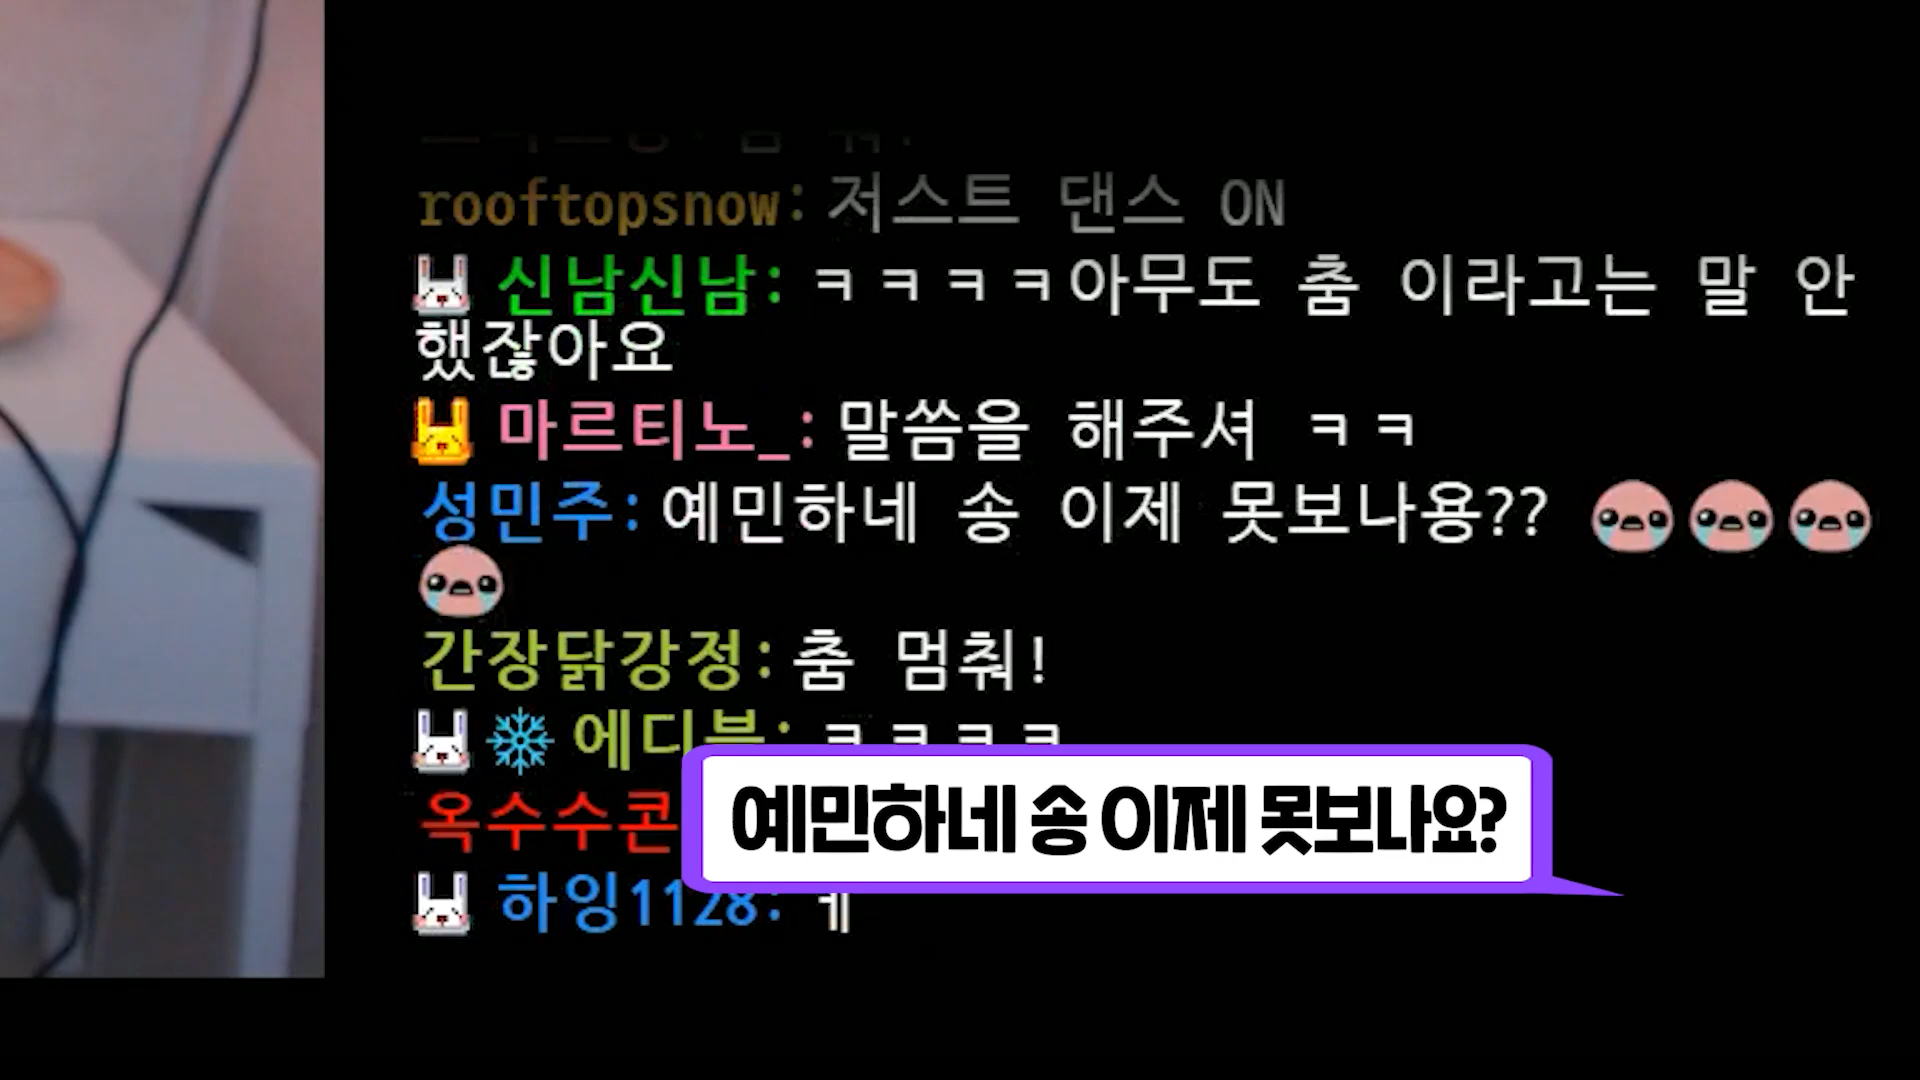 rooftopsnow: 저스트 댄스 ON
신남신남: ㅋㅋㅋㅋ아무도 춤 이라고는 말 안
했잖아요
마르티노_: 말씀을 해주셔 ㅋㅋ
성민주: 예민하네 송 이제 못보나용??
간장닭강정: 춤 멈춰!
에디븐: ㅋㅋㅋㅋ
옥수수콘
예민하네 송 이제 못보나요?
하잉1128: ㅔ